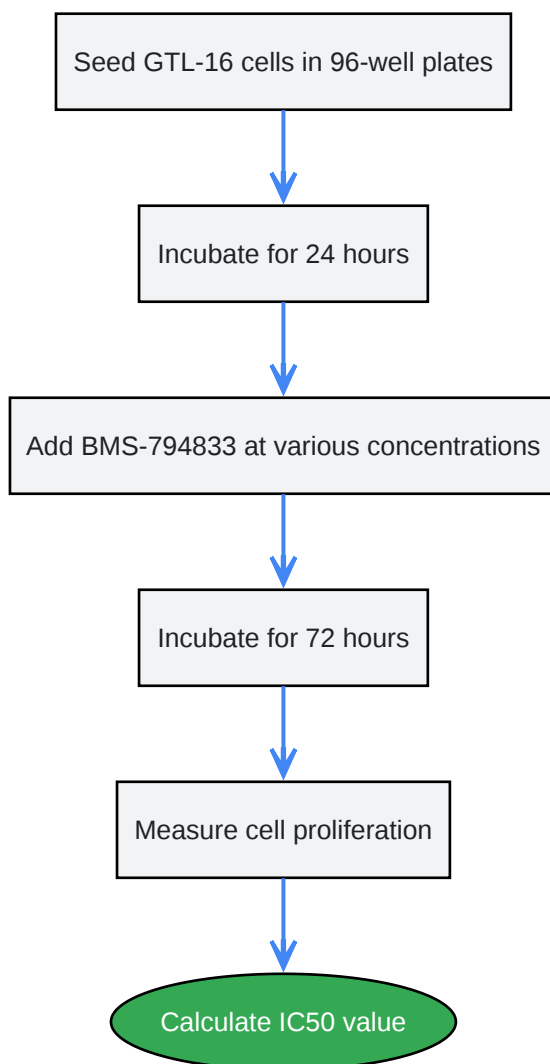 Seed GTL-16 cells in 96-well plates
Incubate for 24 hours
Add BMS-794833 at various concentrations
Incubate for 72 hours
Measure cell proliferation
Calculate IC50 value